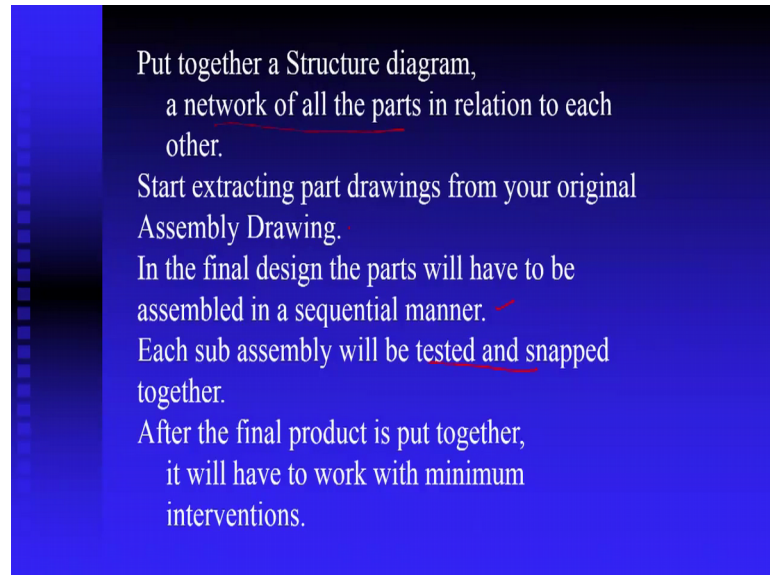 Put together a Structure diagram,
a network of all the parts in relation to each
other.
Start extracting part drawings from your original
Assembly Drawing.
In the final design the parts will have to be
assembled in a sequential manner.
Each sub assembly will be tested and snapped
together.
After the final product is put together,
it will have to work with minimum
interventions.